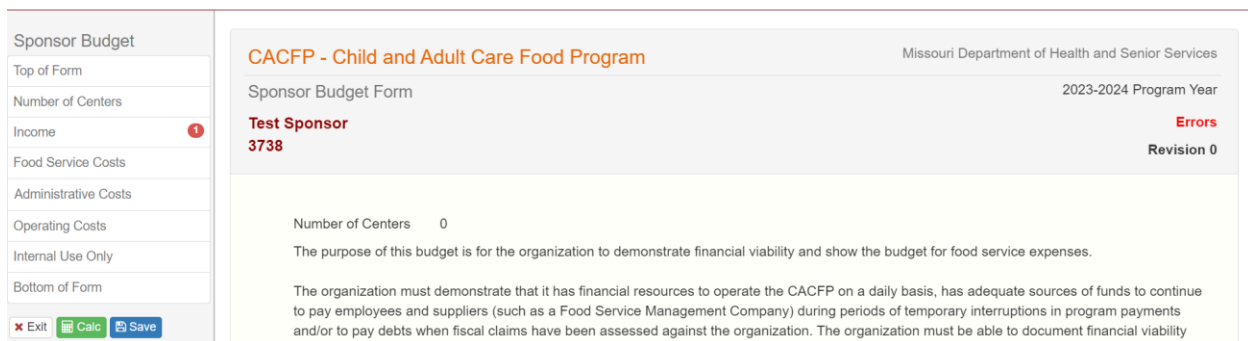 Sponsor Budget
Top of Form
Number of Centers
Income 1
Food Service Costs
Administrative Costs
Operating Costs
Internal Use Only
Bottom of Form
Exit Calc Save
CACFP - Child and Adult Care Food Program
Missouri Department of Health and Senior Services
Sponsor Budget Form
2023-2024 Program Year
Test Sponsor
Errors
3738
Revision 0
Number of Centers 0
The purpose of this budget is for the organization to demonstrate financial viability and show the budget for food service expenses.
The organization must demonstrate that it has financial resources to operate the CACFP on a daily basis, has adequate sources of funds to continue
to pay employees and suppliers (such as a Food Service Management Company) during periods of temporary interruptions in program payments
and/or to pay debts when fiscal claims have been assessed against the organization. The organization must be able to document financial viability